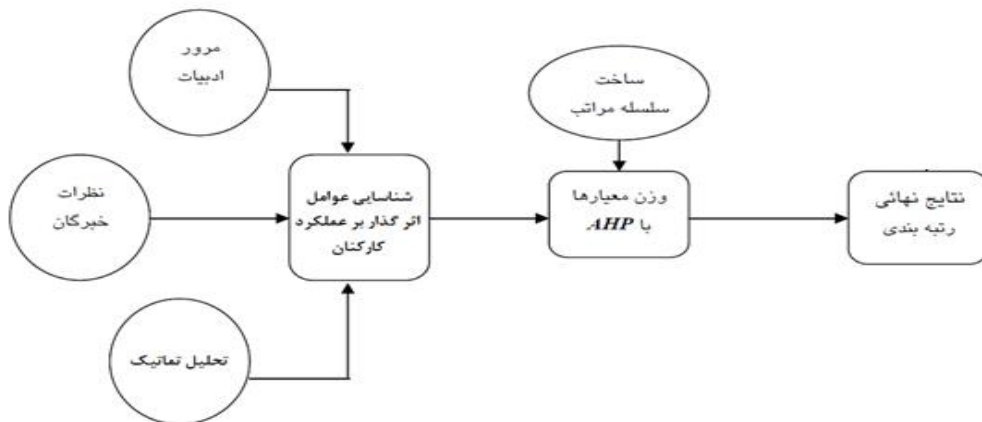 مرور
ادبیات
نظرات
خبرگان
تحلیل تماتیک
شناسایی عوامل
اثر گذار بر عملکرد
کارکنان
ساخت
سلسله مراتب
وزن معیارها
با AHP
نتایج نهائی
رتبه بندی